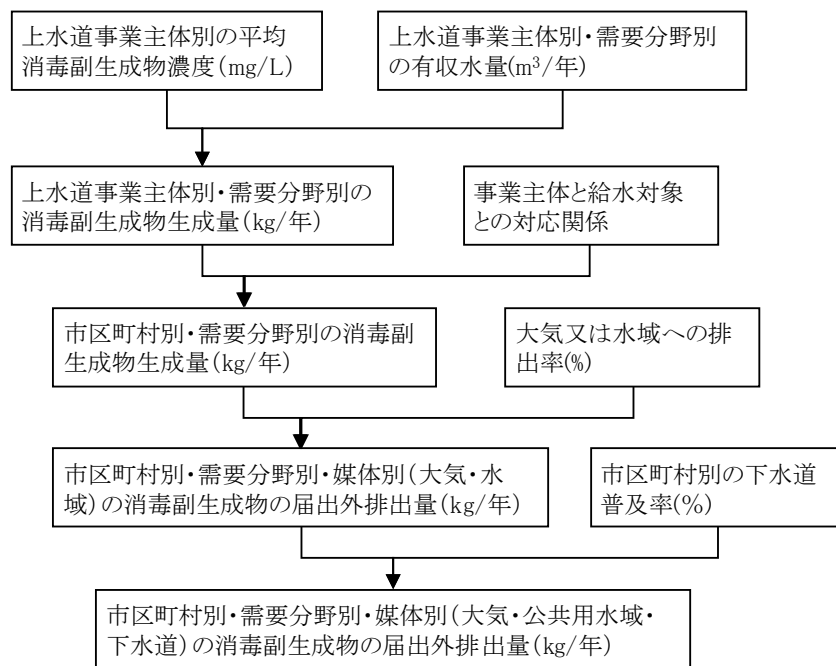 上水道事業主体別の平均
消毒副生成物濃度(mg/L)
上水道事業主体別・需要分野別
の有収水量(m³/年)
上水道事業主体別・需要分野別の
消毒副生成物生成量(kg/年)
事業主体と給水対象
との対応関係
市区町村別・需要分野別の消毒副
生成物生成量(kg/年)
大気又は水域への排
出率(%)
市区町村別・需要分野別・媒体別(大気・水
域)の消毒副生成物の届出外排出量(kg/年)
市区町村別の下水道
普及率(%)
市区町村別・需要分野別・媒体別(大気・公共用水域・
下水道)の消毒副生成物の届出外排出量(kg/年)